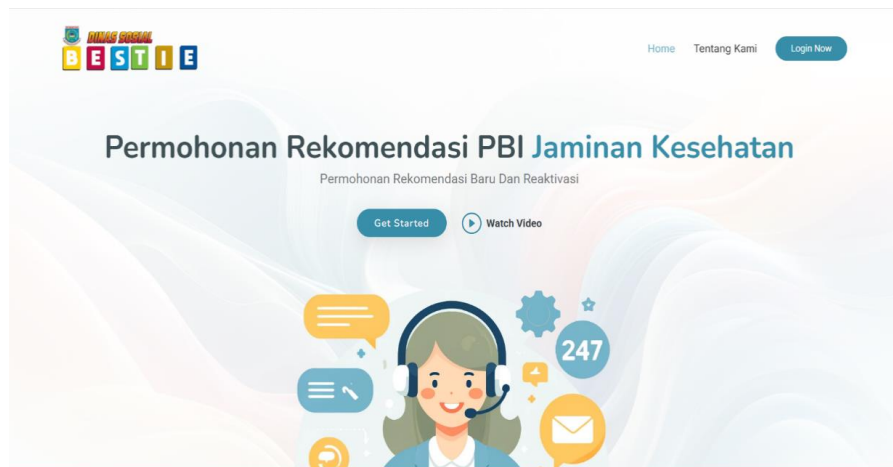 DINAS SOSIAL
BESTIE
Home Tentang Kami Login Now
Permohonan Rekomendasi PBI Jaminan Kesehatan
Permohonan Rekomendasi Baru Dan Reaktivasi
Get Started Watch Video
247